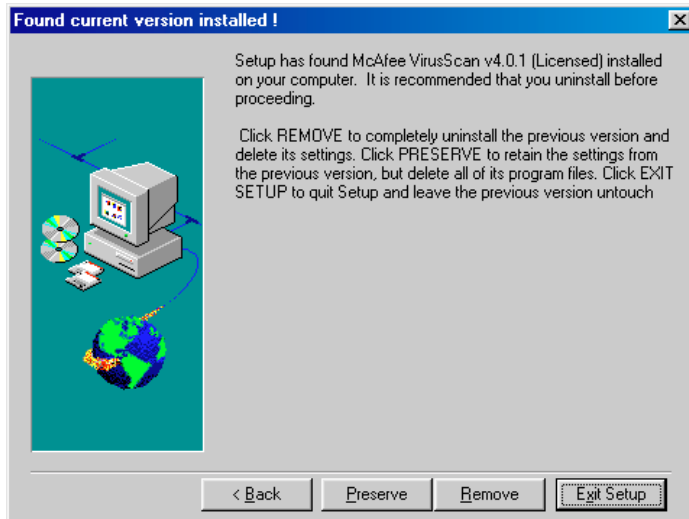 Found current version installed !
Setup has found McAfee VirusScan v4.0.1 (Licensed) installed
on your computer.  It is recommended that you uninstall before
proceeding.
Click REMOVE to completely uninstall the previous version and
delete its settings. Click PRESERVE to retain the settings from
the previous version, but delete all of its program files. Click EXIT
SETUP to quit Setup and leave the previous version untouch
< Back
Preserve
Remove
Exit Setup